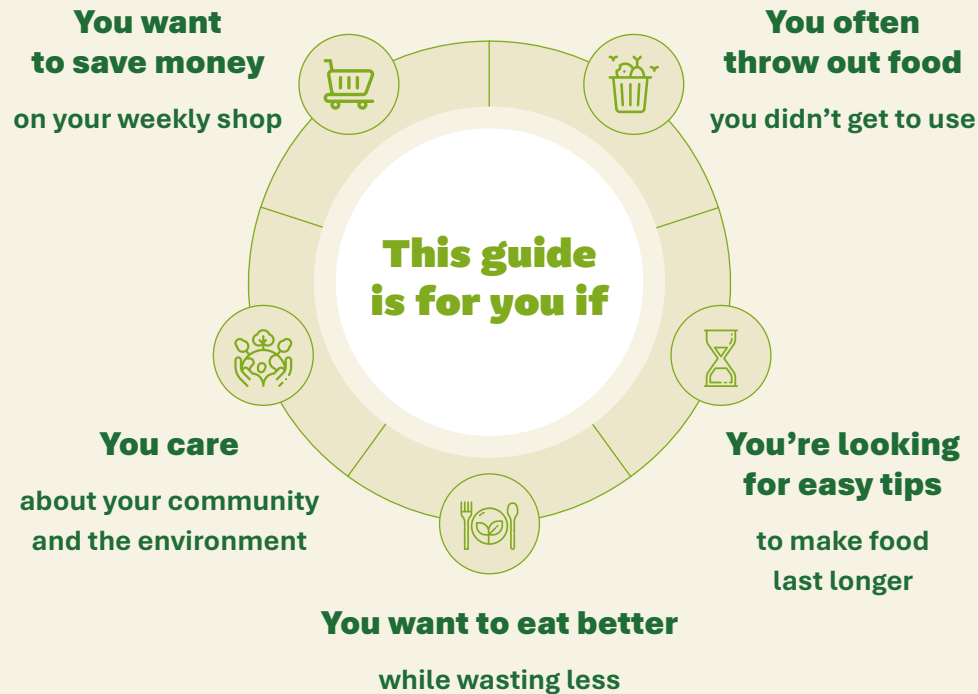 This guide
is for you if
You want
to save money
on your weekly shop
You often
throw out food
you didn’t get to use
You’re looking
for easy tips
to make food
last longer
You want to eat better
while wasting less
You care
about your community
and the environment